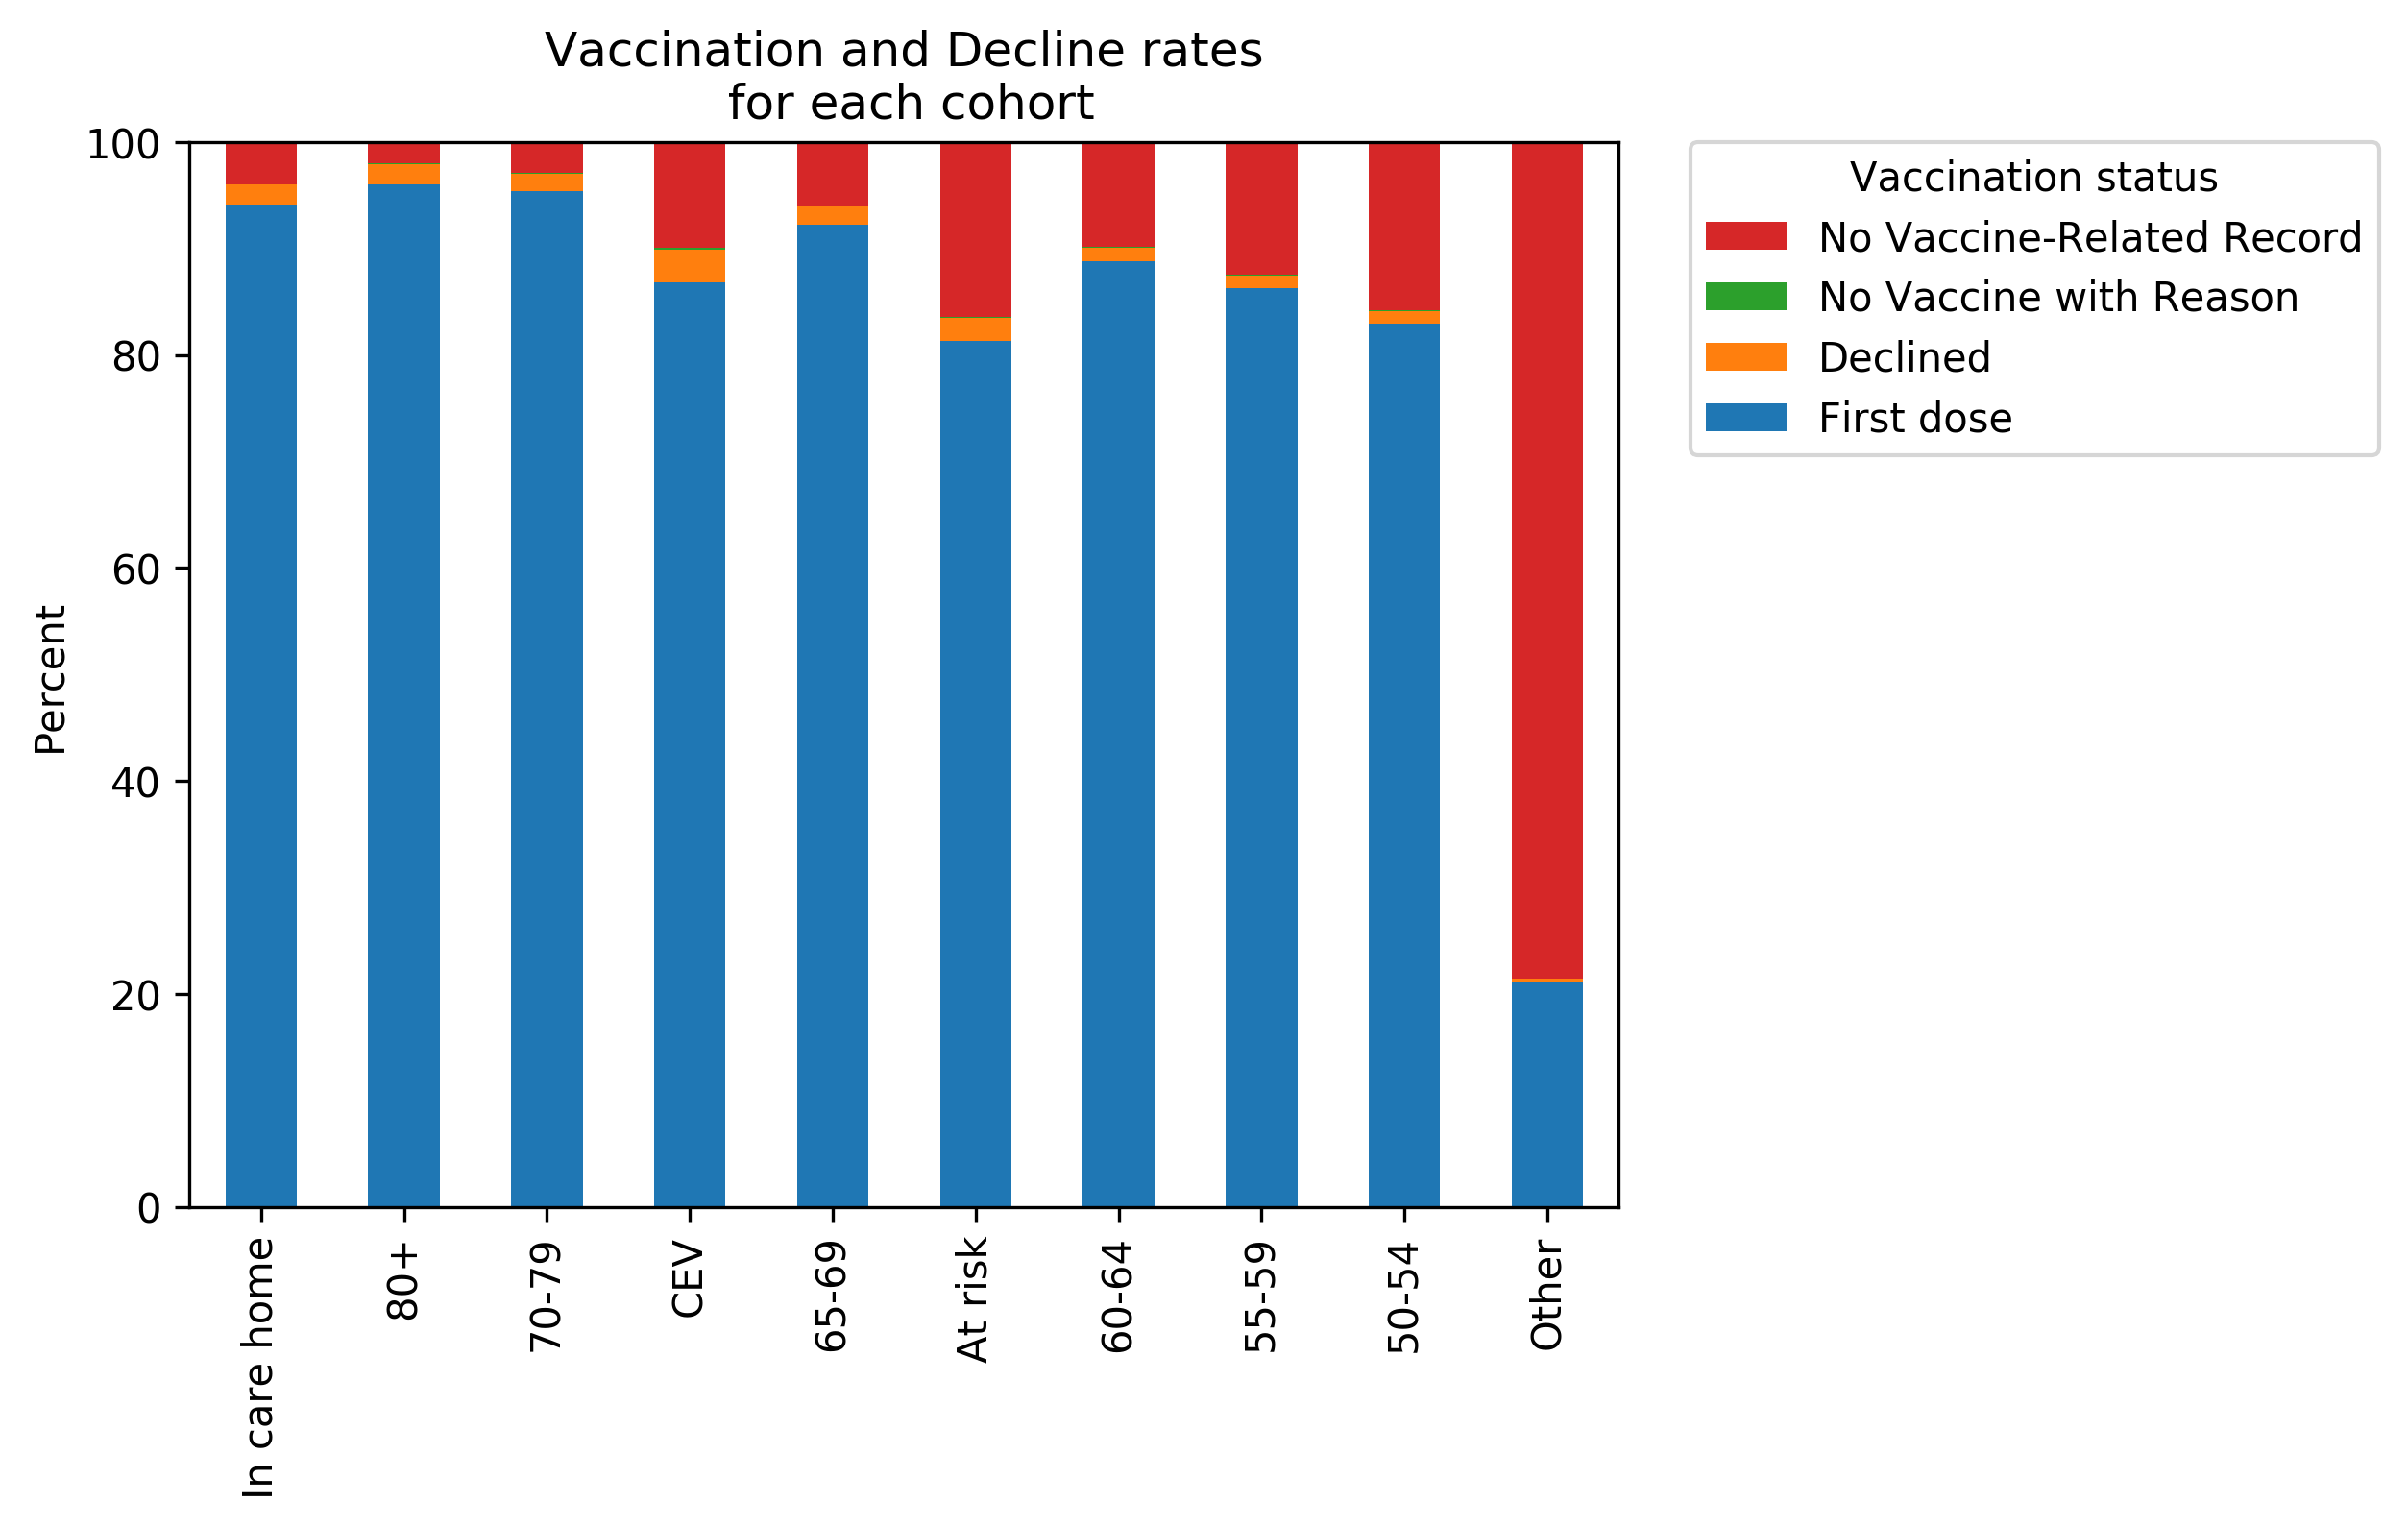 Vaccination and Decline rates
for each cohort
100
80
60
40
20
0
Percent
In care home
80+
70-79
CEV
65-69
At risk
60-64
55-59
50-54
Other
Vaccination status
No Vaccine-Related Record
No Vaccine with Reason
Declined
First dose